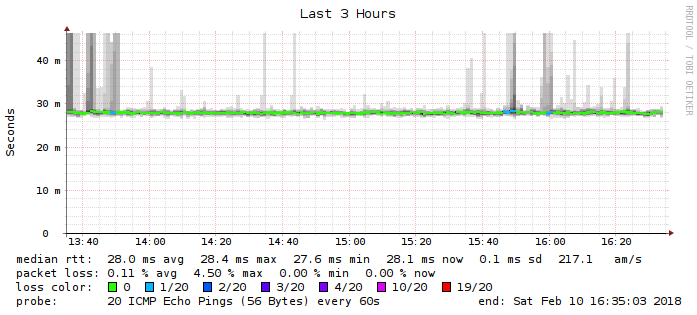 Last 3 Hours
RRDTOOL / TOBI OETIKER
Seconds
40 m
30 m
20 m
10 m
0
13:40 14:00 14:20 14:40 15:00 15:20 15:40 16:00 16:20
median rtt: 28.0 ms avg 28.4 ms max 27.6 ms min 28.1 ms now 0.1 ms sd 217.1 am/s
packet loss: 0.11 % avg 4.50 % max 0.00 % min 0.00 % now
loss color: 0 1/20 2/20 3/20 4/20 10/20 19/20
probe: 20 ICMP Echo Pings (56 Bytes) every 60s end: Sat Feb 10 16:35:03 2018